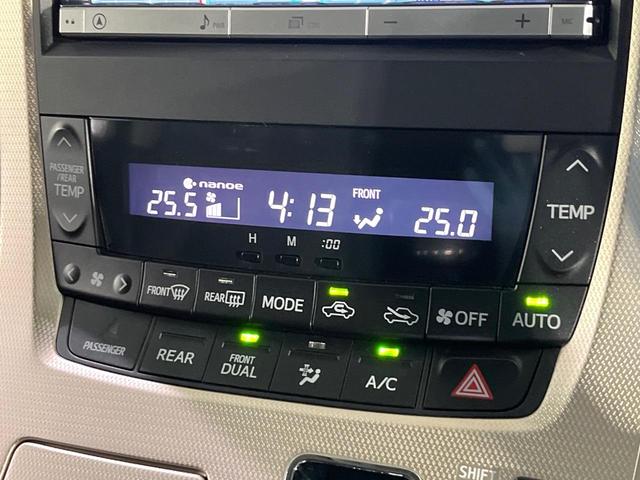 PWR
MIC
PASSENGER
/REAR
TEMP
nanoe
25.5
4:13
FRONT
25.0
TEMP
H M :00
FRONT
REAR
MODE
OFF
AUTO
PASSENGER
REAR
FRONT
DUAL
A/C
SHIFT